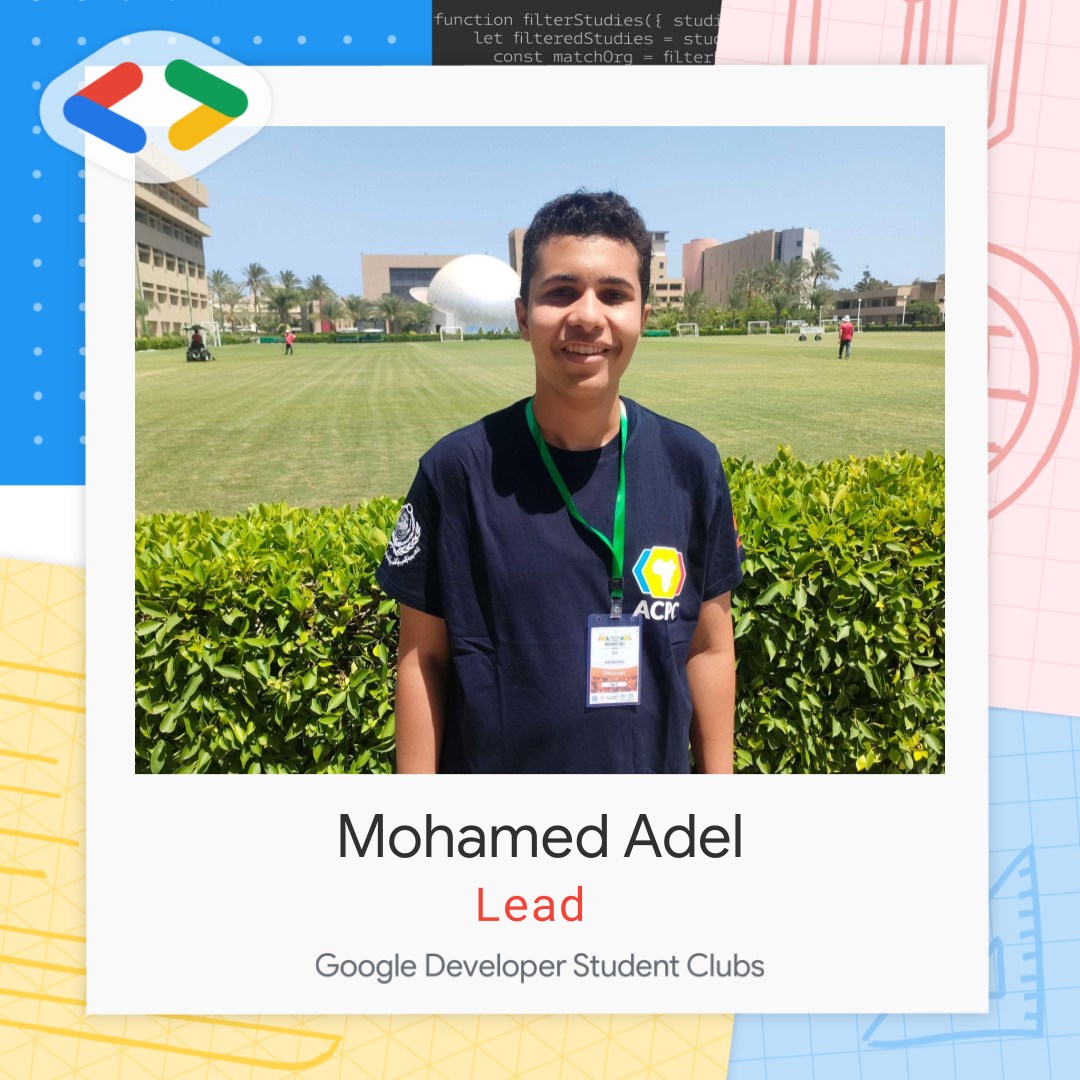 function filterStudies({ studi
let filteredStudies = stud
const matchOrg = filter
ACPC
Mohamed Adel
Lead
Google Developer Student Clubs